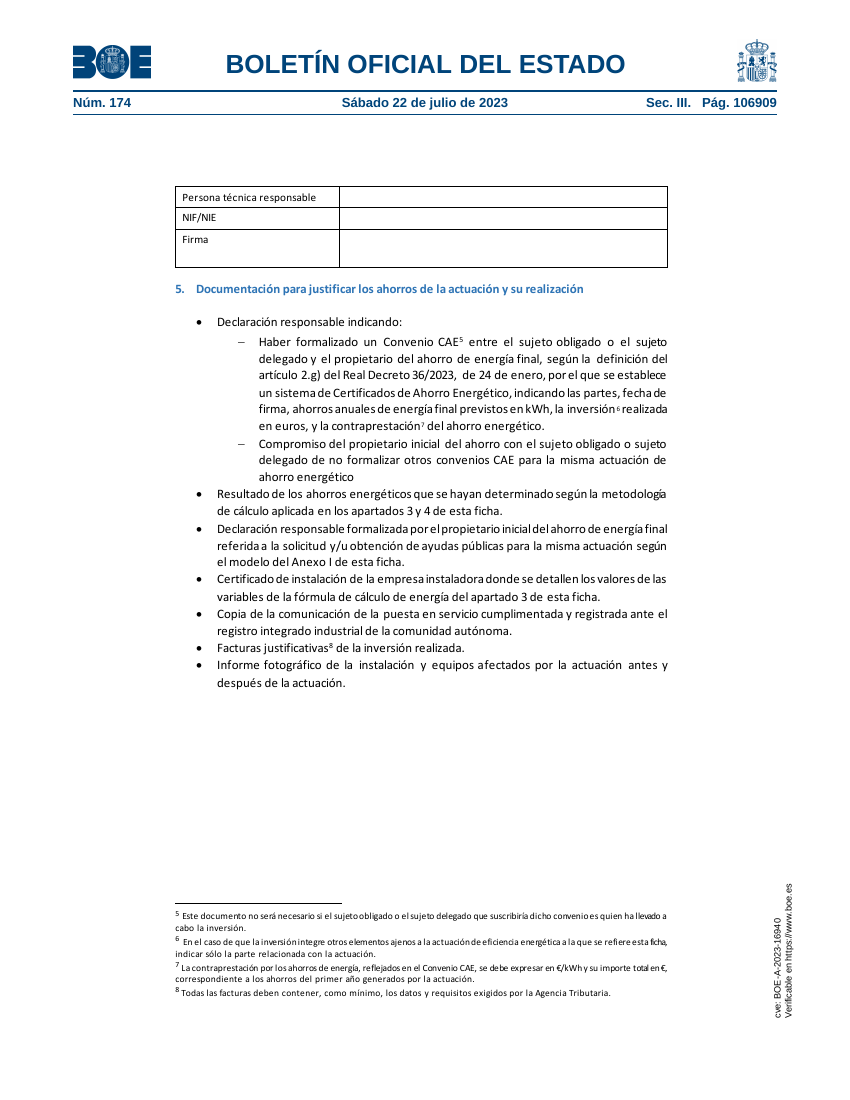 BOE
BOLETÍN OFICIAL DEL ESTADO
Núm. 174 Sábado 22 de julio de 2023 Sec. III. Pág. 106909
Persona técnica responsable
NIF/NIE
Firma
5. Documentación para justificar los ahorros de la actuación y su realización
• Declaración responsable indicando:
– Haber formalizado un Convenio CAE5 entre el sujeto obligado o el sujeto
delegado y el propietario del ahorro de energía final, según la definición del
artículo 2.g) del Real Decreto 36/2023, de 24 de enero, por el que se establece
un sistema de Certificados de Ahorro Energético, indicando las partes, fecha de
firma, ahorros anuales de energía final previstos en kWh, la inversión6 realizada
en euros, y la contraprestación7 del ahorro energético.
– Compromiso del propietario inicial del ahorro con el sujeto obligado o sujeto
delegado de no formalizar otros convenios CAE para la misma actuación de
ahorro energético
• Resultado de los ahorros energéticos que se hayan determinado según la metodología
de cálculo aplicada en los apartados 3 y 4 de esta ficha.
• Declaración responsable formalizada por el propietario inicial del ahorro de energía final
referida a la solicitud y/u obtención de ayudas públicas para la misma actuación según
el modelo del Anexo I de esta ficha.
• Certificado de instalación de la empresa instaladora donde se detallen los valores de las
variables de la fórmula de cálculo de energía del apartado 3 de esta ficha.
• Copia de la comunicación de la puesta en servicio cumplimentada y registrada ante el
registro integrado industrial de la comunidad autónoma.
• Facturas justificativas8 de la inversión realizada.
• Informe fotográfico de la instalación y equipos afectados por la actuación antes y
después de la actuación.
5 Este documento no será necesario si el sujeto obligado o el sujeto delegado que suscribiría dicho convenio es quien ha llevado a
cabo la inversión.
6 En el caso de que la inversión integre otros elementos ajenos a la actuación de eficiencia energética a la que se refiere esta ficha,
indicar sólo la parte relacionada con la actuación.
7 La contraprestación por los ahorros de energía, reflejados en el Convenio CAE, se debe expresar en €/kWh y su importe total en €,
correspondiente a los ahorros del primer año generados por la actuación.
8 Todas las facturas deben contener, como mínimo, los datos y requisitos exigidos por la Agencia Tributaria.
cve: BOE-A-2023-16940
Verificable en https://www.boe.es